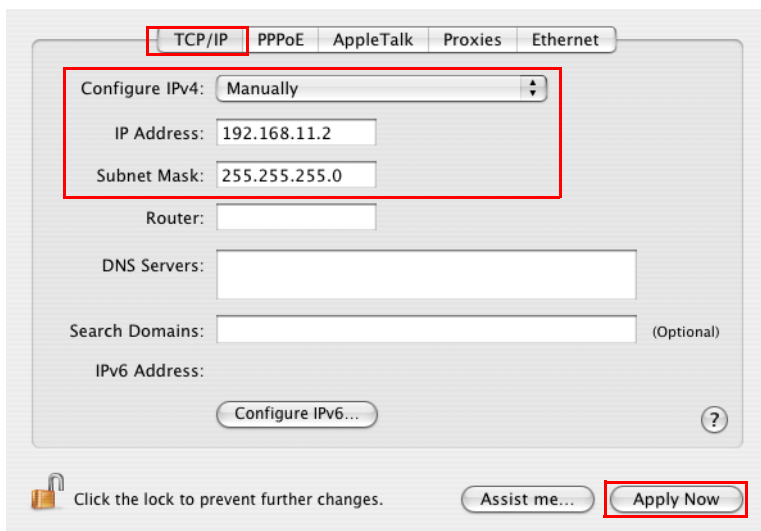 TCP/IP PPPoE AppleTalk Proxies Ethernet
Configure IPv4: Manually
IP Address: 192.168.11.2
Subnet Mask: 255.255.255.0
Router:
DNS Servers:
Search Domains: (Optional)
IPv6 Address:
Configure IPv6... ?
Click the lock to prevent further changes. Assist me... Apply Now